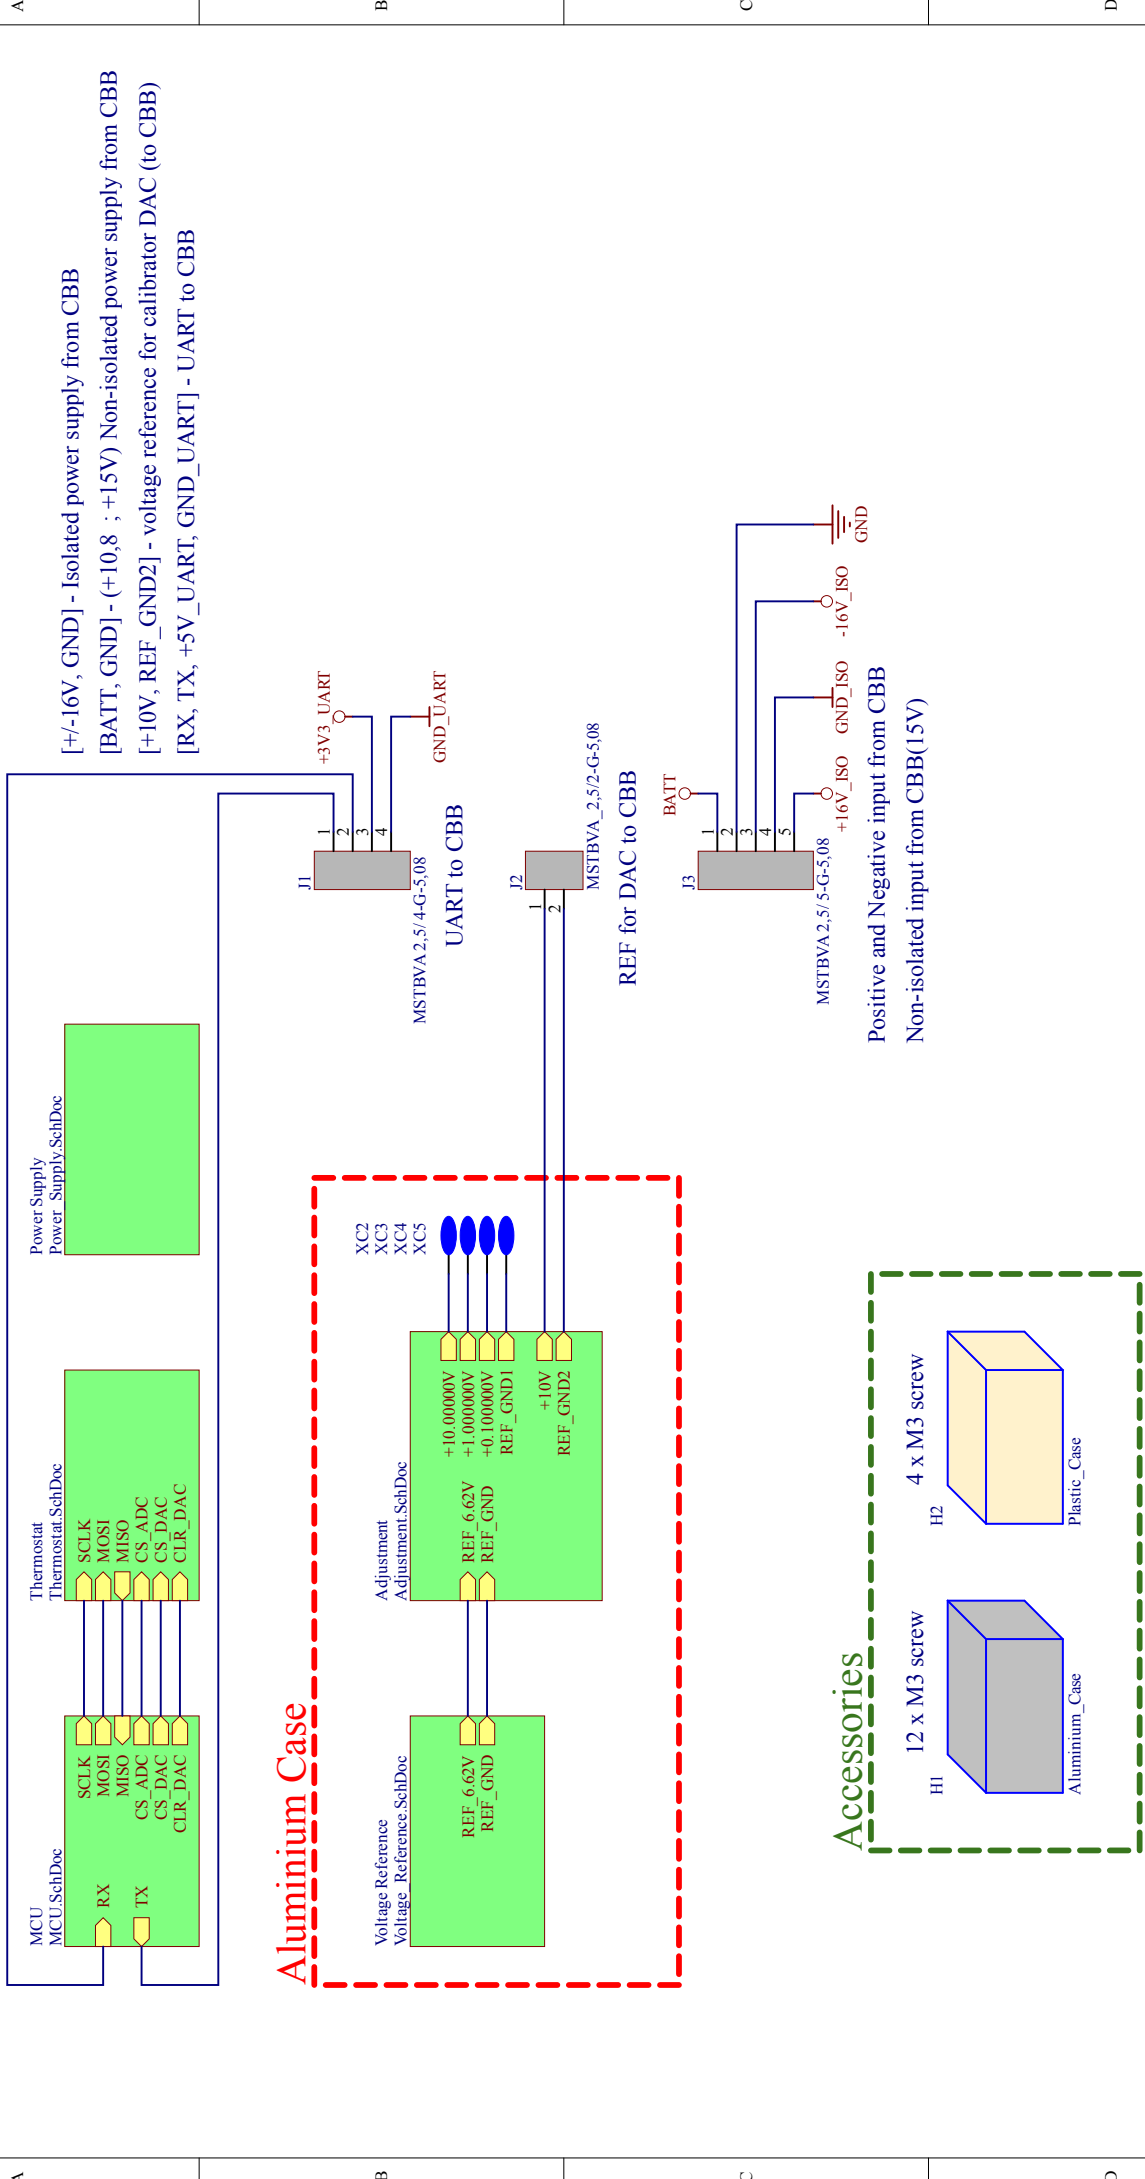 A
B
C
D
[+/-16V, GND] - Isolated power supply from CBB
[BATT, GND] - (+10,8 ; +15V) Non-isolated power supply from CBB
[+10V, REF_GND2] - voltage reference for calibrator DAC (to CBB)
[RX, TX, +5V_UART, GND_UART] - UART to CBB
MCU
MCU.SchDoc
RX
TX
SCLK
MOSI
MISO
CS_ADC
CS_DAC
CLR_DAC
Thermostat
Thermostat.SchDoc
SCLK
MOSI
MISO
CS_ADC
CS_DAC
CLR_DAC
Power Supply
Power_Supply.SchDoc
J1
1
2
3
4
+3V3_UART
GND_UART
MSTBVA 2,5/ 4-G-5,08
UART to CBB
Aluminium Case
Voltage Reference
Voltage_Reference.SchDoc
REF_6.62V
REF_GND
Adjustment
Adjustment.SchDoc
REF_6.62V
REF_GND
+10.00000V
+1.000000V
+0.100000V
REF_GND1
+10V
REF_GND2
XC2
XC3
XC4
XC5
J2
1
2
MSTBVA_2,5/2-G-5,08
REF for DAC to CBB
J3
1
2
3
4
5
BATT
+16V_ISO
GND_ISO
-16V_ISO
GND
MSTBVA 2,5/ 5-G-5,08
Positive and Negative input from CBB
Non-isolated input from CBB(15V)
Accessories
12 x M3 screw
H1
Aluminium_Case
4 x M3 screw
H2
Plastic_Case
A
B
C
D